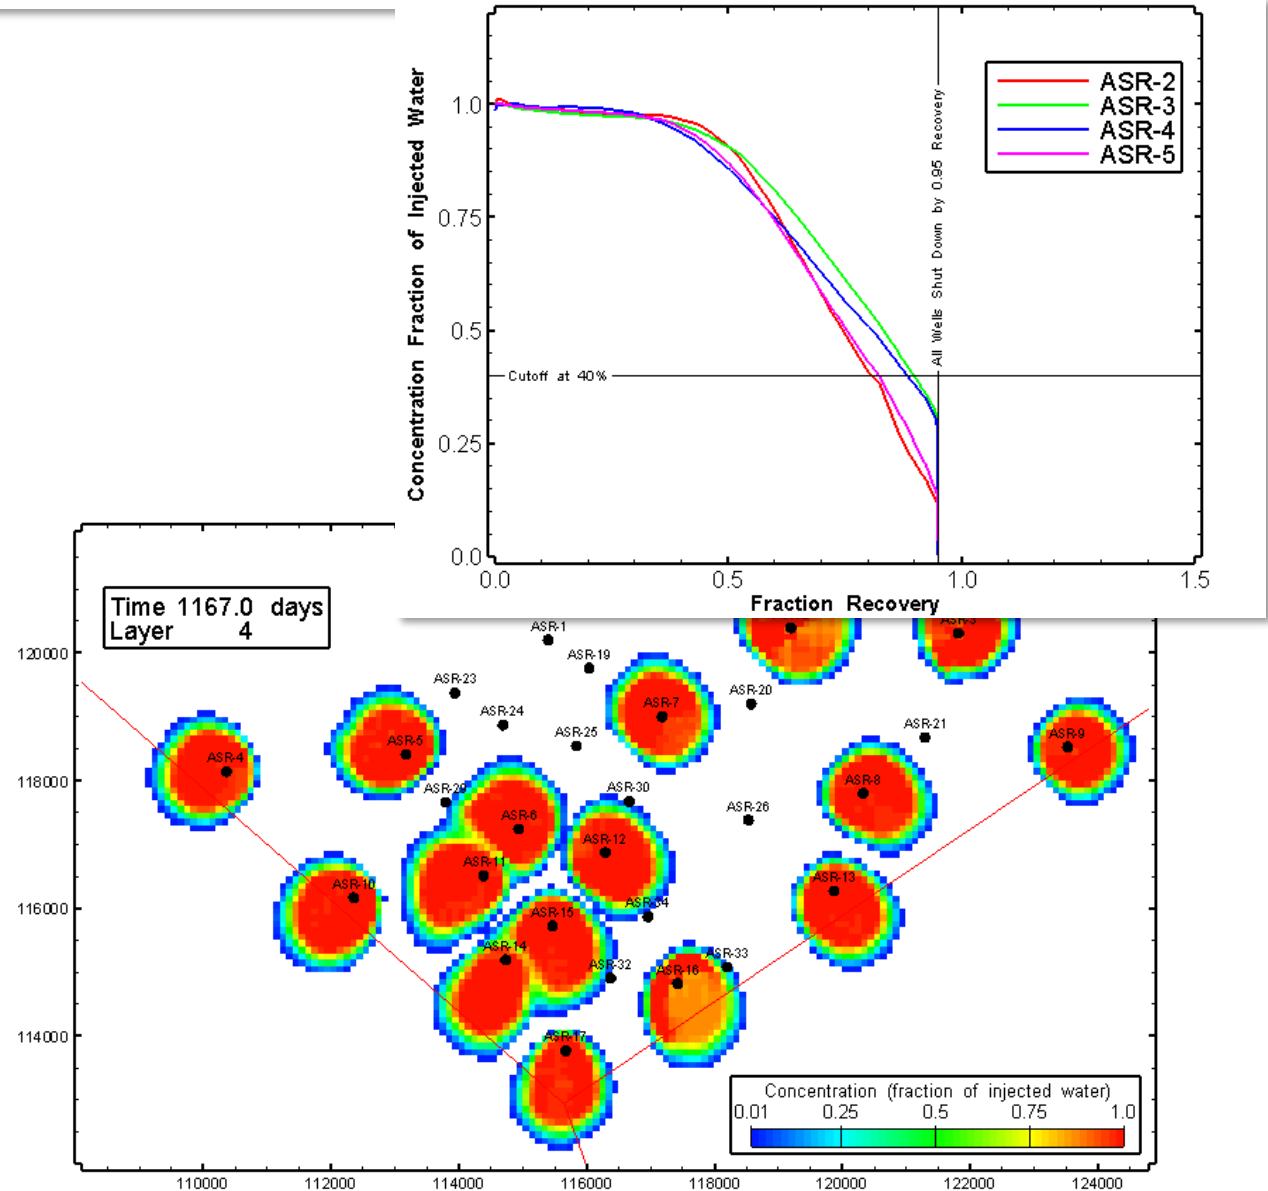 Concentration Fraction of Injected Water
1.0
0.75
0.5
0.25
0.0
0.0
0.5
1.0
1.5
Fraction Recovery
ASR-2
ASR-3
ASR-4
ASR-5
All Wells Shut Down by 0.95 Recovery
Cutoff at 40%
Time 1167.0 days
Layer 4
120000
118000
116000
114000
110000
112000
114000
116000
118000
120000
122000
124000
ASR-1
ASR-19
ASR-23
ASR-24
ASR-25
ASR-7
ASR-20
ASR-21
ASR-9
ASR-4
ASR-5
ASR-30
ASR-26
ASR-8
ASR-6
ASR-12
ASR-11
ASR-10
ASR-13
ASR-15
ASR-34
ASR-14
ASR-32
ASR-33
ASR-16
ASR-17
Concentration (fraction of injected water)
0.01
0.25
0.5
0.75
1.0